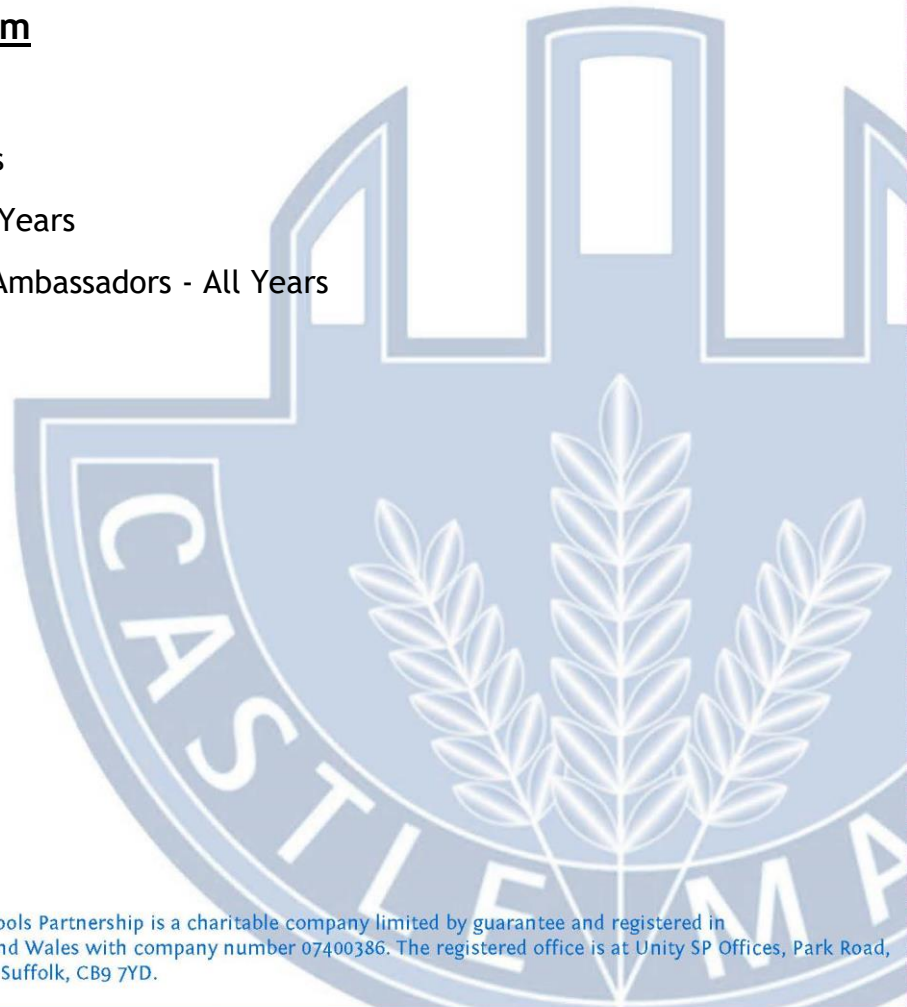 m
s
Years
Ambassadors - All Years
CASTLE MA
ools Partnership is a charitable company limited by guarantee and registered in
nd Wales with company number 07400386. The registered office is at Unity SP Offices, Park Road,
Suffolk, CB9 7YD.